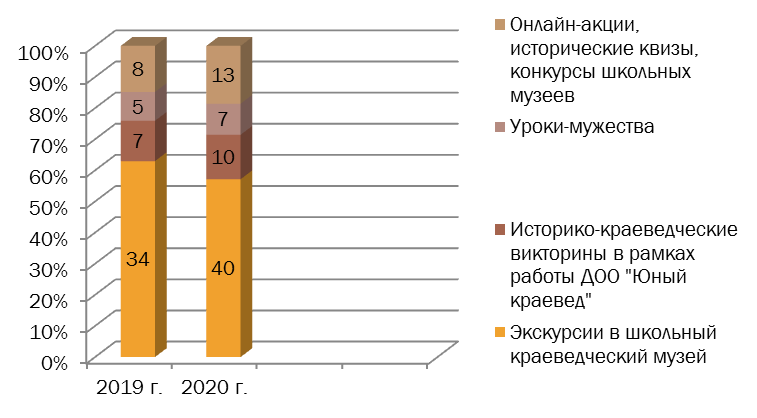 100%
90%
80%
70%
60%
50%
40%
30%
20%
10%
0%
8
5
7
34
13
7
10
40
2019 г.
2020 г.
Онлайн-акции,
исторические квизы,
конкурсы школьных
музеев
Уроки-мужества
Историко-краеведческие
викторины в рамках
работы ДОО "Юный
краевед"
Экскурсии в школьный
краеведческий музей